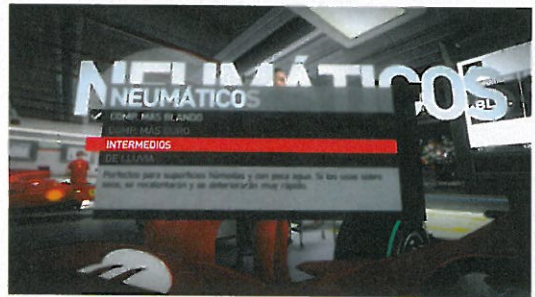 NEUMÁTICOS
NEUMÁTICOS
✓ COMP. MÁS BLANDO
COMP. MÁS DURO
INTERMEDIOS
DE LLUVIA
Perfectos para superficies húmedas y con poca agua. Si los usas sobre
seco, se recalentarán y se deteriorarán muy rápido.